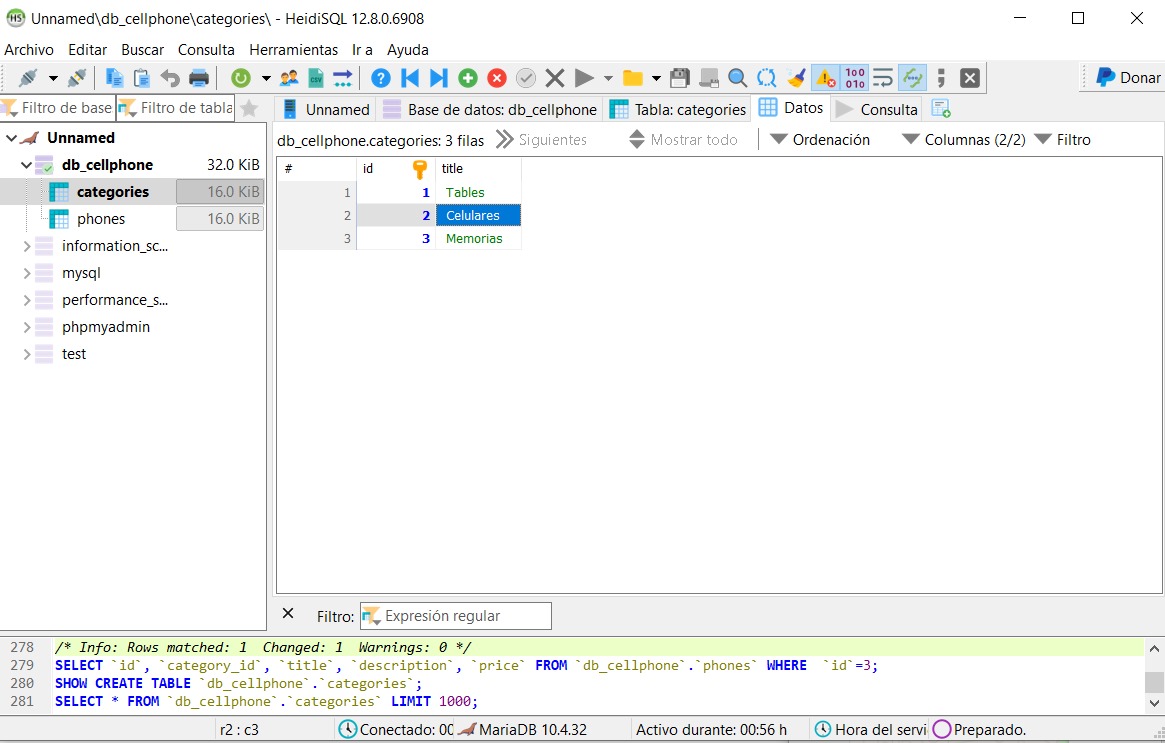 Unnamed\db_cellphone\categories\ - HeidiSQL 12.8.0.6908
Archivo Editar Buscar Consulta Herramientas Ir a Ayuda
Donar
Filtro de base Filtro de tabla
Unnamed Base de datos: db_cellphone Tabla: categories Datos Consulta
db_cellphone.categories: 3 filas Siguientes Mostrar todo Ordenación Columnas (2/2) Filtro
Unnamed
db_cellphone 32.0 KiB
categories 16.0 KiB
phones 16.0 KiB
information_sc...
mysql
performance_s...
phpmyadmin
test
# id title
1 1 Tables
2 2 Celulares
3 3 Memorias
Filtro: Expresión regular
278 /* Info: Rows matched: 1  Changed: 1  Warnings: 0 */
279 SELECT `id`, `category_id`, `title`, `description`, `price` FROM `db_cellphone`.`phones` WHERE  `id`=3;
280 SHOW CREATE TABLE `db_cellphone`.`categories`;
281 SELECT * FROM `db_cellphone`.`categories` LIMIT 1000;
r2 : c3 Conectado: 00 MariaDB 10.4.32 Activo durante: 00:56 h Hora del servi Preparado.